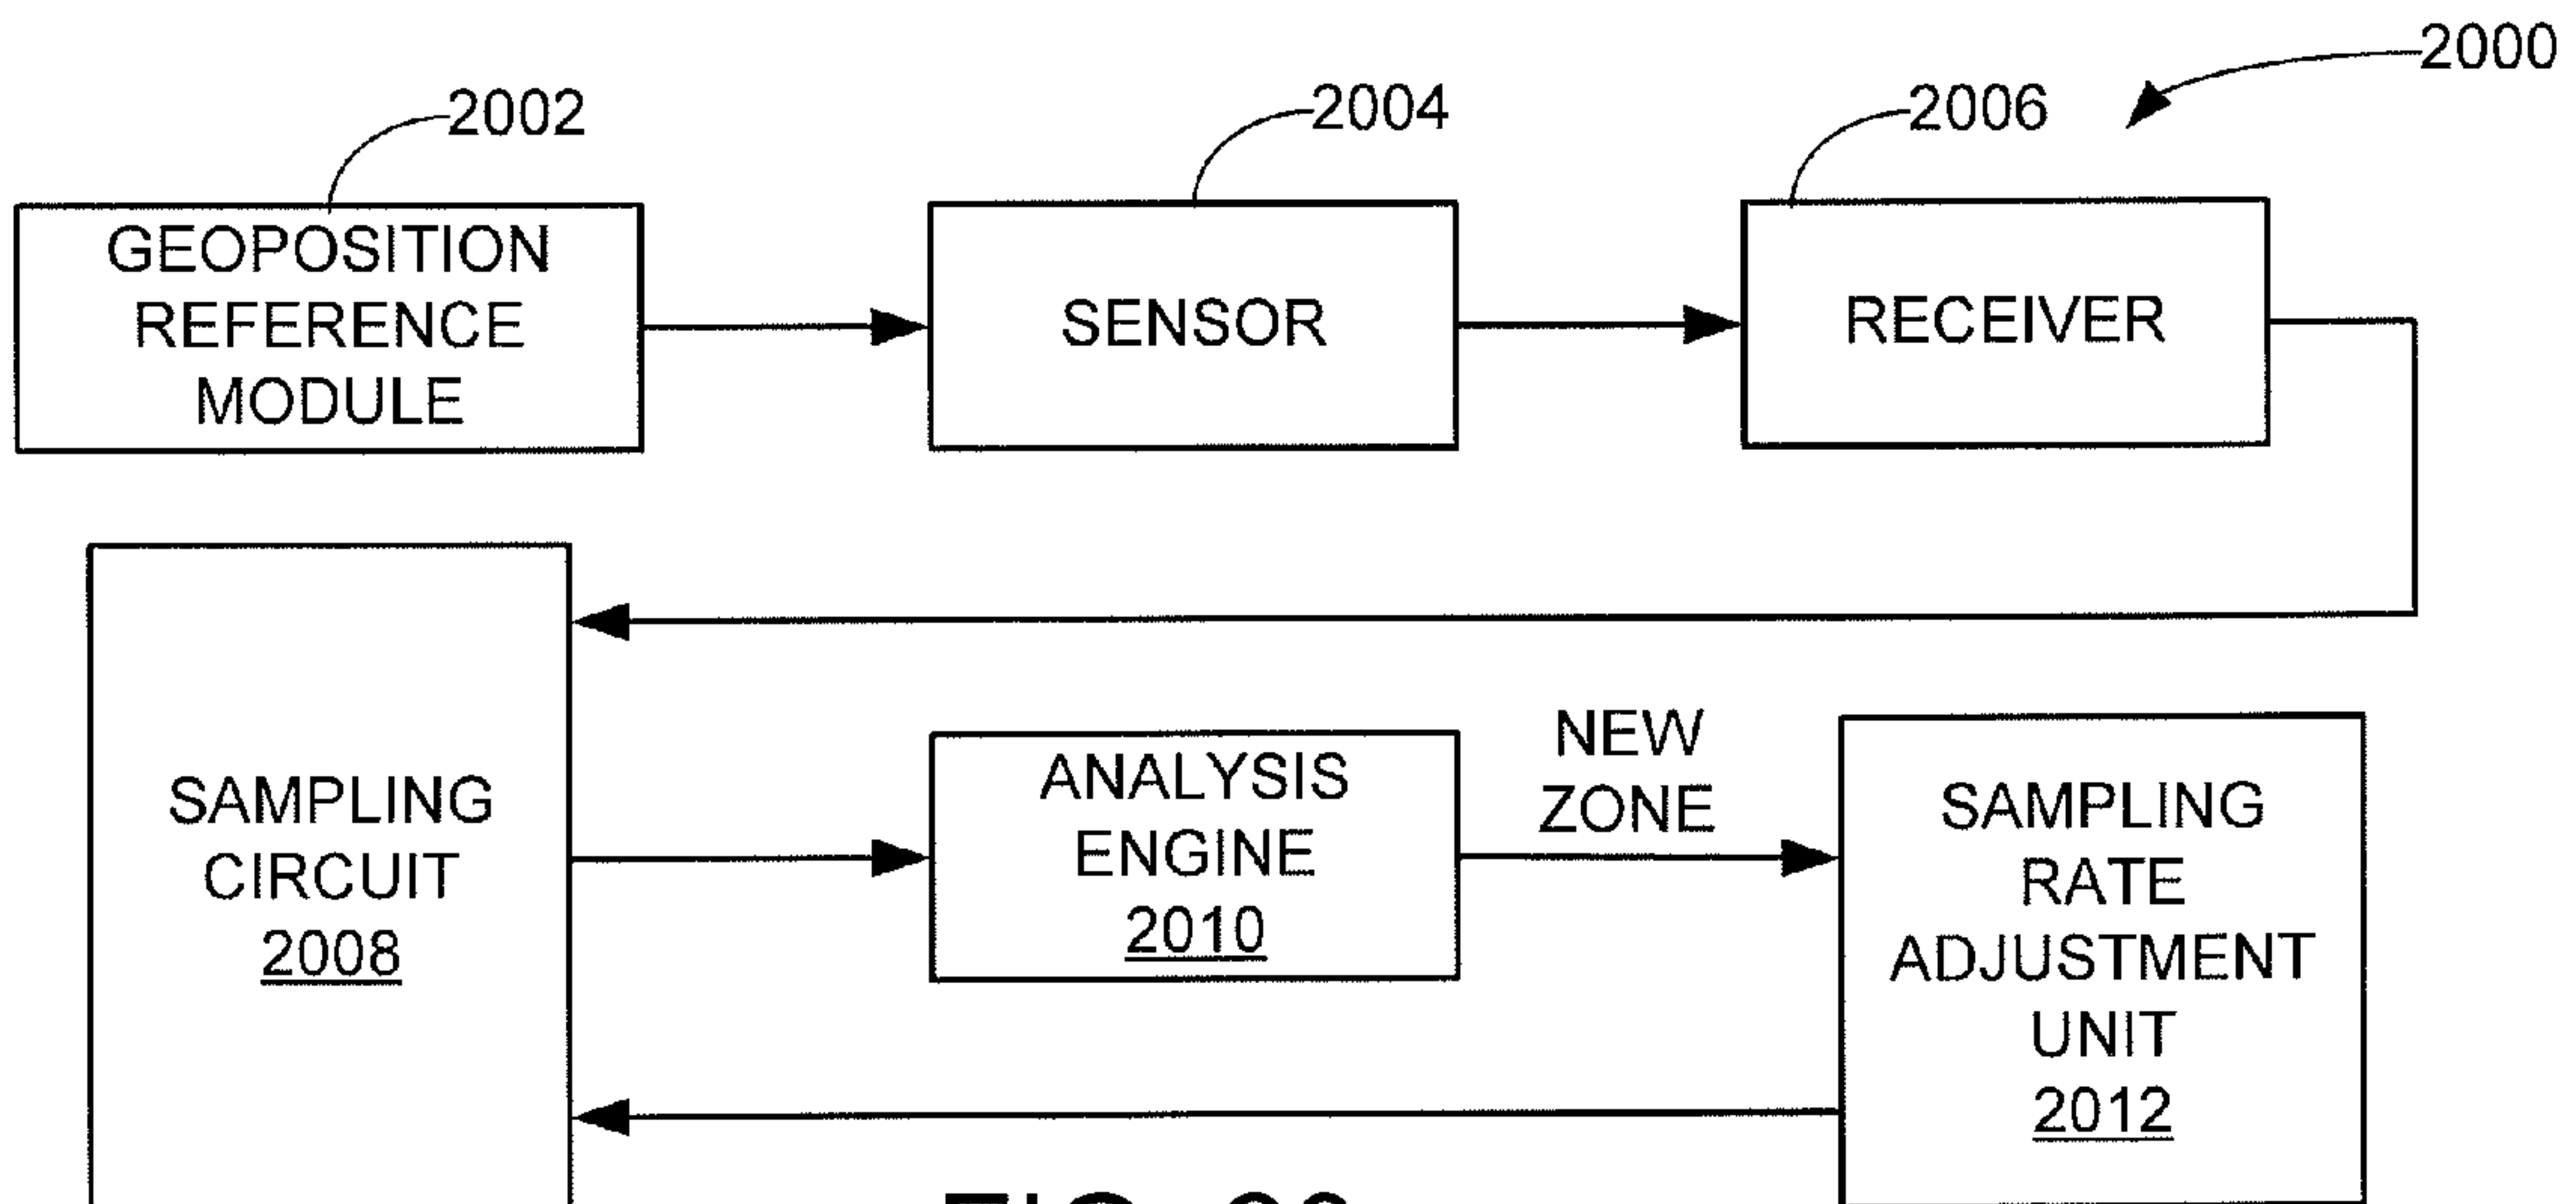 2000
2002
2004
2006
GEOPOSITION
REFERENCE
MODULE
SENSOR
RECEIVER
SAMPLING
CIRCUIT
2008
ANALYSIS
ENGINE
2010
NEW
ZONE
SAMPLING
RATE
ADJUSTMENT
UNIT
2012